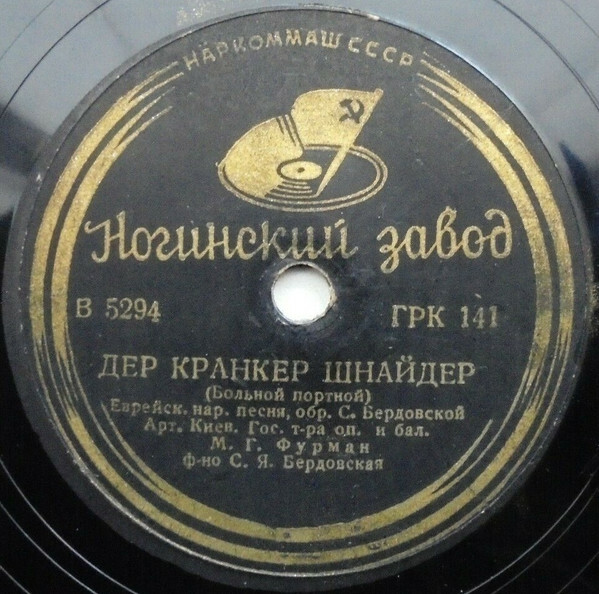 НАРКОММАШ СССР
Ногинский завод
В 5294 ГРК 141
ДЕР КРАНКЕР ШНАЙДЕР
(Больной портной)
Еврейск. нар. песня, обр. С. Бердовской
Арт. Киев. Гос. т-ра оп. и бал.
М. Г. Фурман
ф-но С. Я. Бердовская